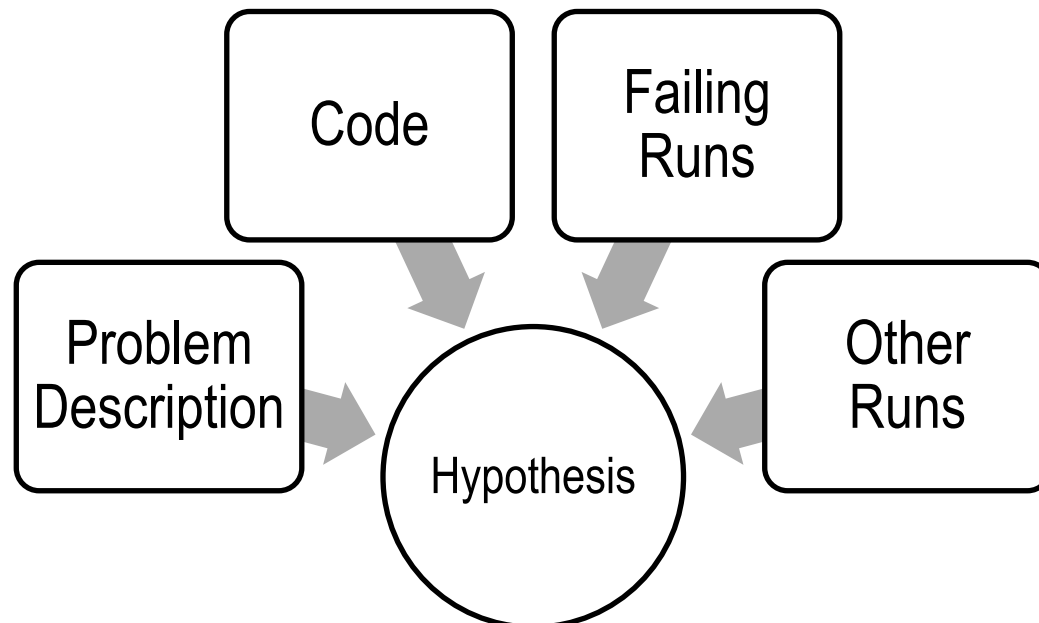 Code
Failing
Runs
Problem
Description
Other
Runs
Hypothesis